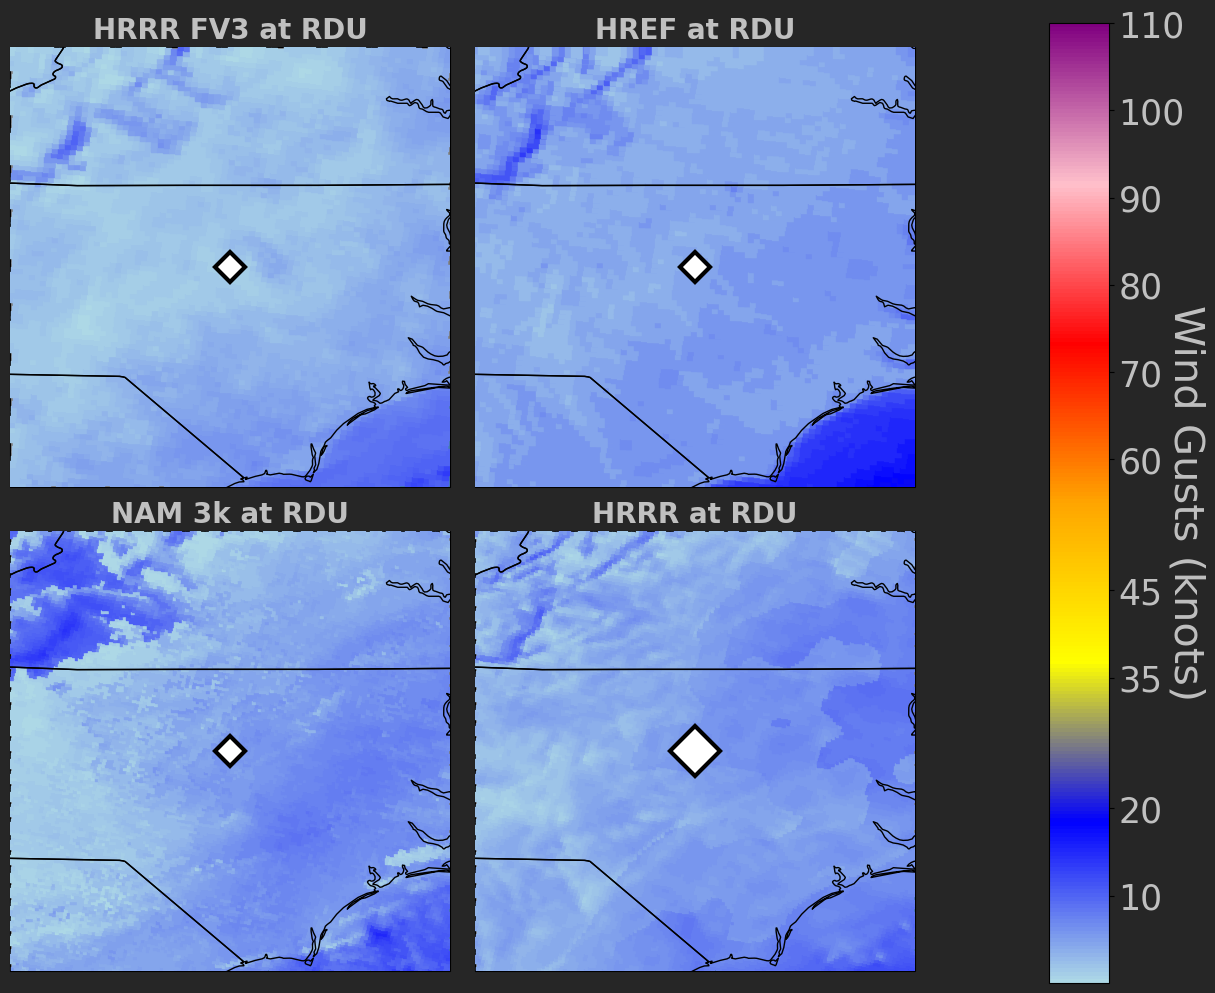 HRRR FV3 at RDU
HREF at RDU
NAM 3k at RDU
HRRR at RDU
110
100
90
80
70
60
45
35
20
10
Wind Gusts (knots)